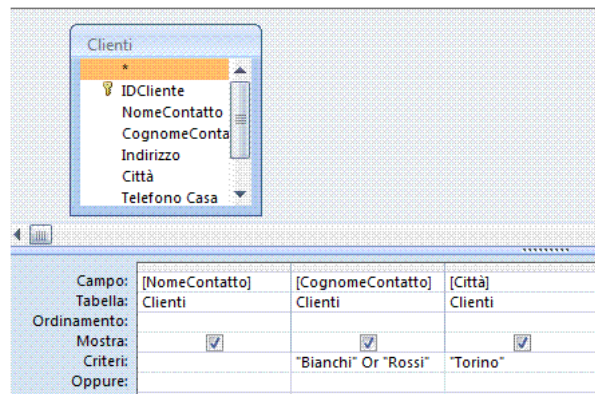 Clienti
*
IDCliente
NomeContatto
CognomeConta
Indirizzo
Città
Telefono Casa
Campo: [NomeContatto] [CognomeContatto] [Città]
Tabella: Clienti Clienti Clienti
Ordinamento:
Mostra:
Criteri: "Bianchi" Or "Rossi" "Torino"
Oppure: